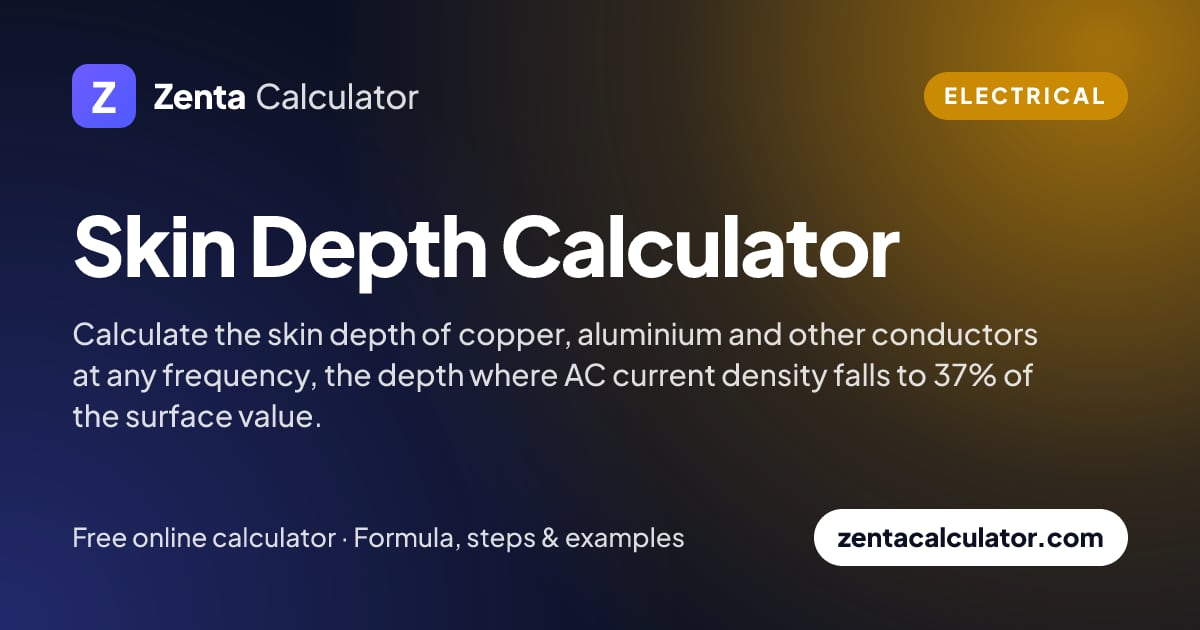 Z
Zenta Calculator
ELECTRICAL
Skin Depth Calculator
Calculate the skin depth of copper, aluminium and other conductors
at any frequency, the depth where AC current density falls to 37% of
the surface value.
Free online calculator · Formula, steps & examples
zentacalculator.com